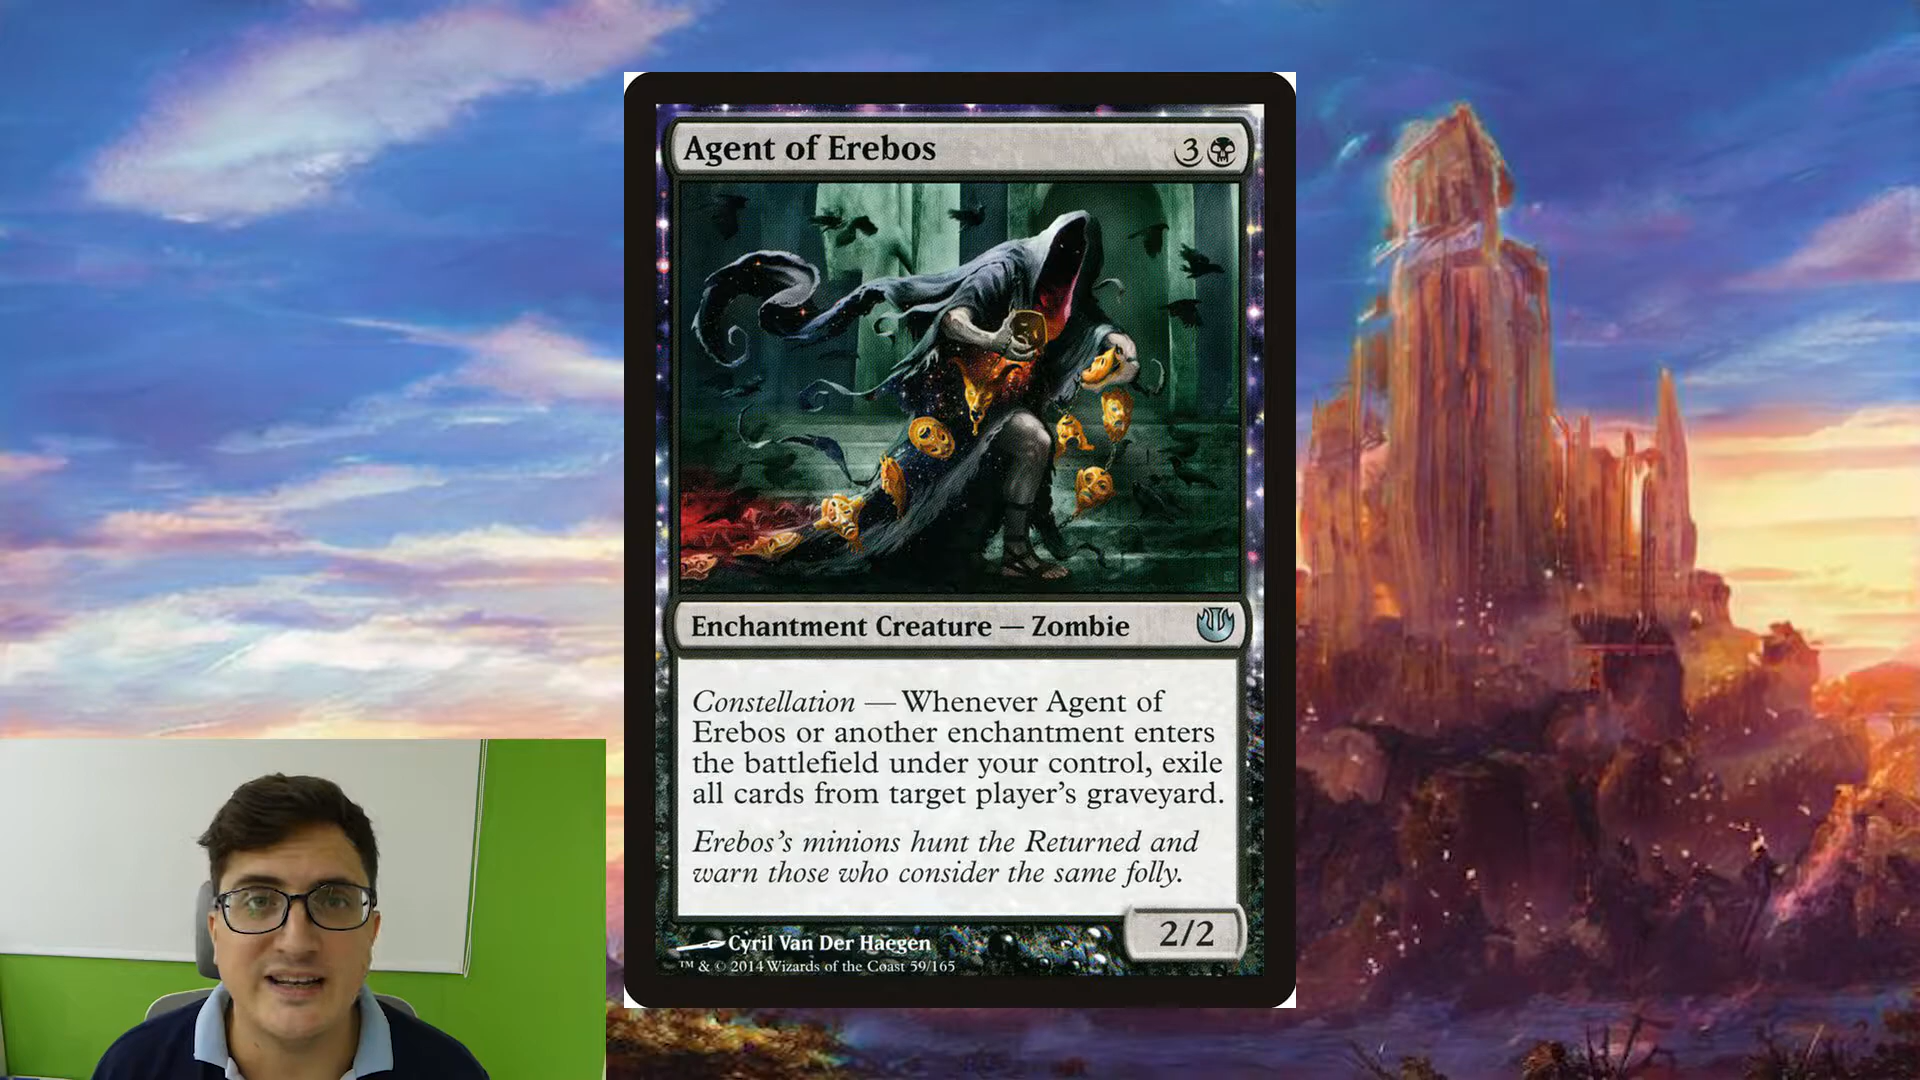 Agent of Erebos 3
Enchantment Creature — Zombie
Constellation — Whenever Agent of
Erebos or another enchantment enters
the battlefield under your control, exile
all cards from target player's graveyard.
Erebos's minions hunt the Returned and
warn those who consider the same folly.
2/2
Cyril Van Der Haegen
™ & © 2014 Wizards of the Coast 59/165